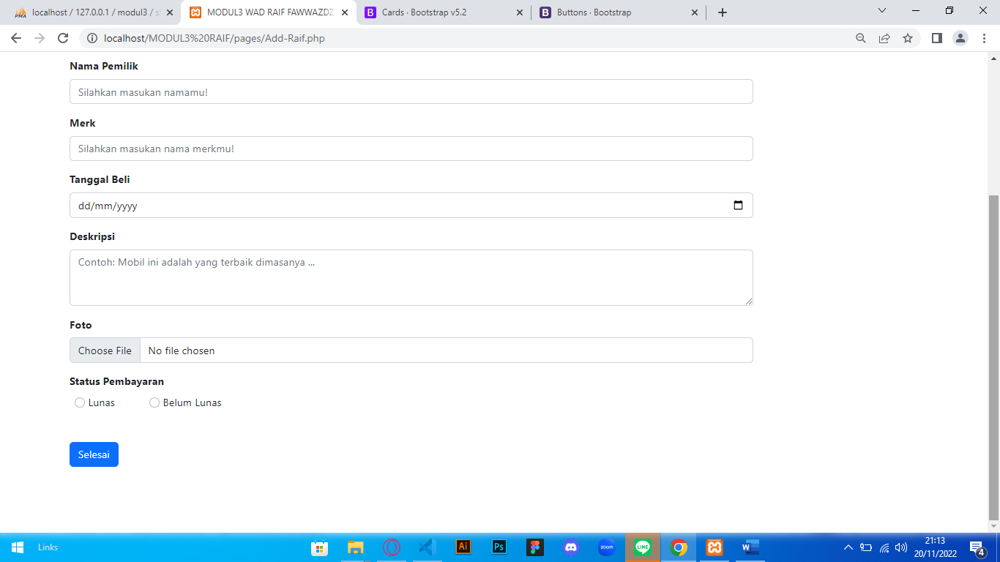 localhost / 127.0.0.1 / modul3 / s
MODUL3 WAD RAIF FAWWAZDZ
Cards · Bootstrap v5.2
Buttons · Bootstrap
localhost/MODUL3%20RAIF/pages/Add-Raif.php
Nama Pemilik
Silahkan masukan namamu!
Merk
Silahkan masukan nama merkmu!
Tanggal Beli
dd/mm/yyyy
Deskripsi
Contoh: Mobil ini adalah yang terbaik dimasanya ...
Foto
Choose File No file chosen
Status Pembayaran
Lunas Belum Lunas
Selesai
Links
Ai
Ps
zoom
LINE
W
21:13
20/11/2022
4